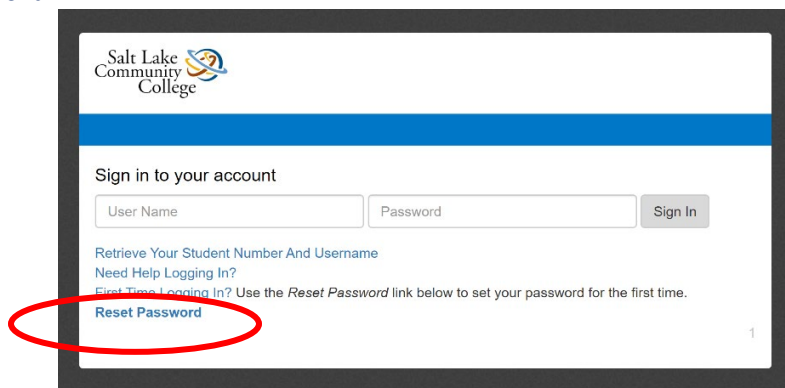 Salt Lake
Community
College
Sign in to your account
User Name Password Sign In
Retrieve Your Student Number And Username
Need Help Logging In?
First Time Logging In? Use the Reset Password link below to set your password for the first time.
Reset Password
1